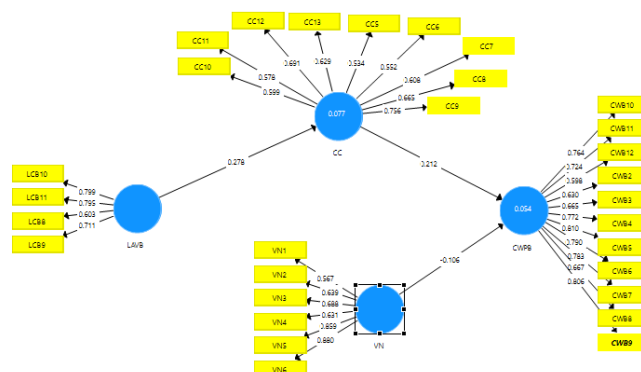 CC12
CC13
CC5
CC6
CC11
CC7
CC10
CC8
CC9
0.691
0.629
0.534
0.552
0.578
0.608
0.599
0.665
0.756
0.077
CC
0.278
0.212
LCB10
LCB11
LCB8
LCB9
0.799
0.795
0.603
0.711
LAVB
VN1
VN2
VN3
VN4
VN5
VN6
0.567
0.639
0.688
0.631
0.859
0.880
VN
-0.106
0.054
CWPB
0.764
0.724
0.598
0.630
0.665
0.772
0.810
0.790
0.783
0.667
0.806
CWB10
CWB11
CWB12
CWB2
CWB3
CWB4
CWB5
CWB6
CWB7
CWB8
CWB9